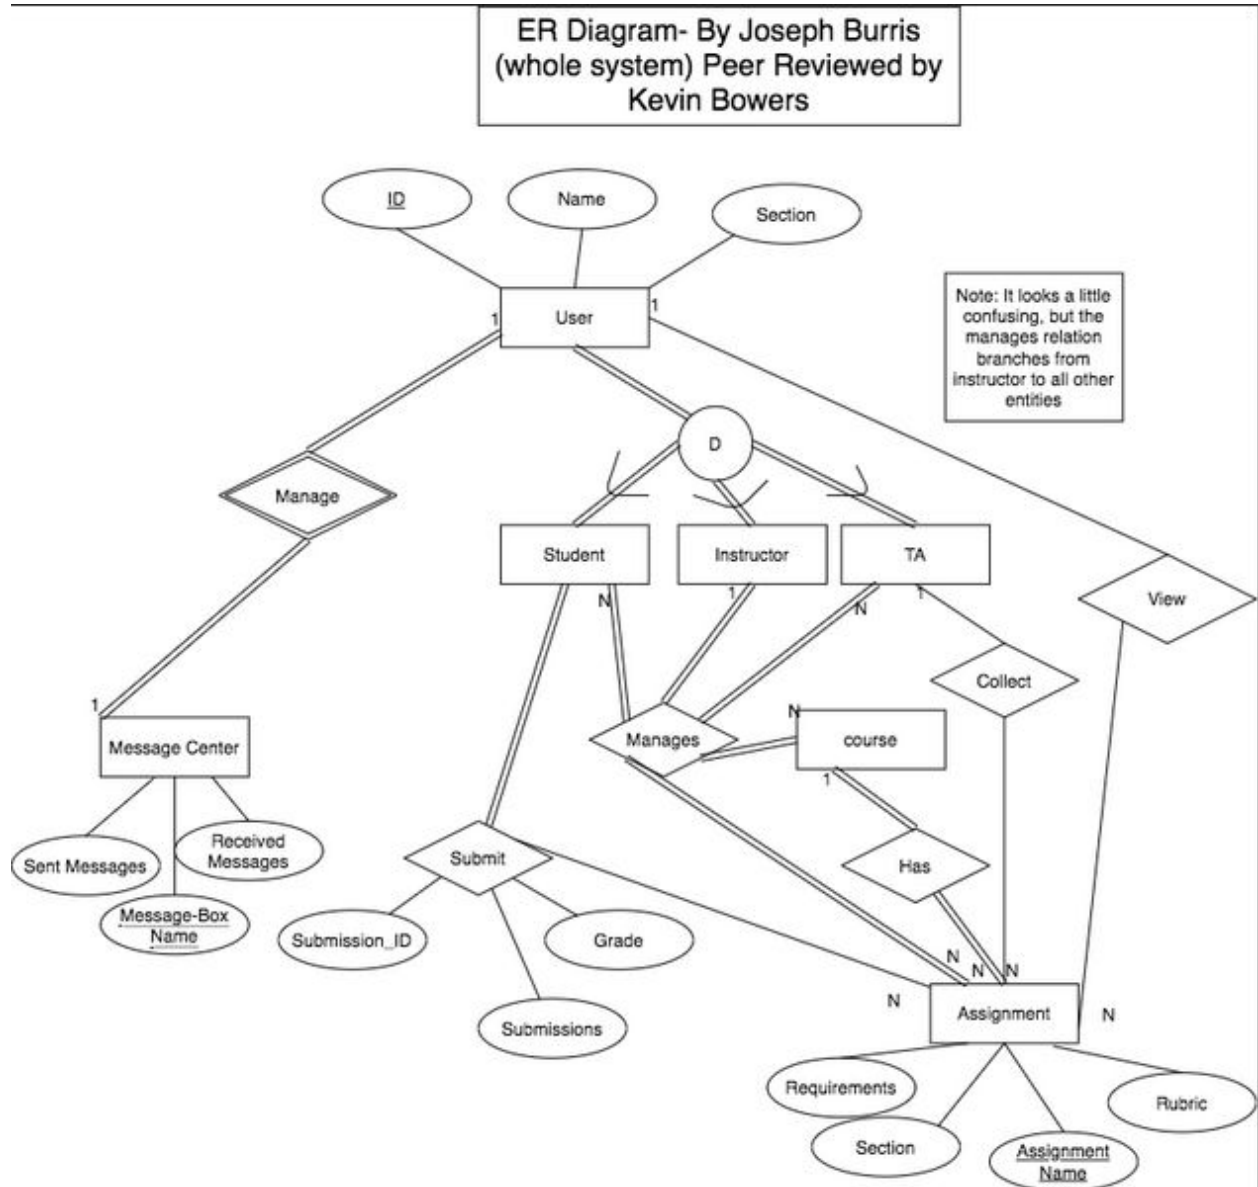 ER Diagram- By Joseph Burris
(whole system) Peer Reviewed by
Kevin Bowers
ID
Name
Section
Note: It looks a little
confusing, but the
manages relation
branches from
instructor to all other
entities
1
User
1
D
Manage
Student
Instructor
TA
N
1
N
1
View
Collect
1
Message Center
Manages
N
course
1
Sent Messages
Received
Messages
Message-Box
Name
Submit
Has
Submission_ID
Grade
Submissions
N
N
N
N
N
Assignment
Requirements
Section
Assignment
Name
Rubric